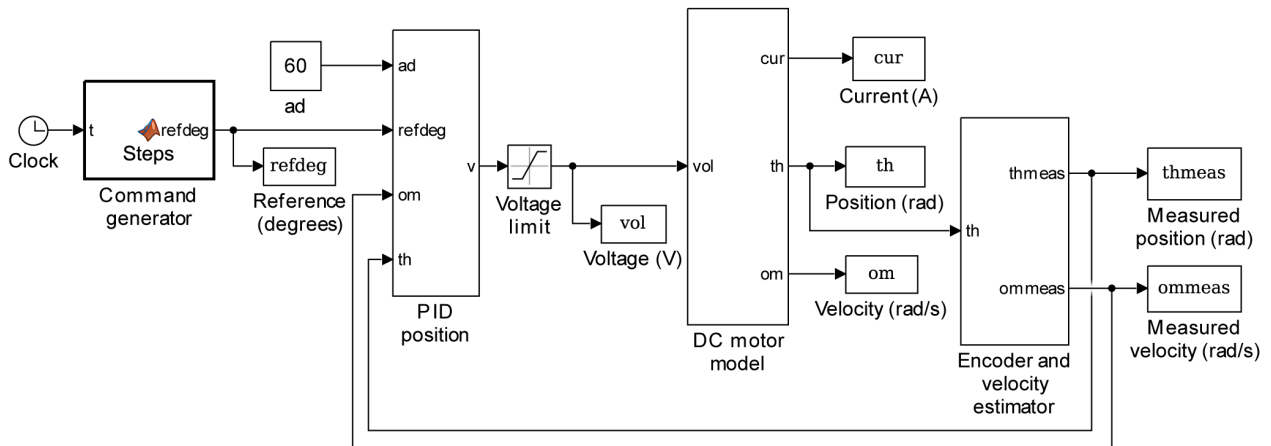 Clock
t
refdeg
Steps
Command
generator
60
ad
refdeg
Reference
(degrees)
ad
refdeg
om
th
v
PID
position
Voltage
limit
vol
Voltage (V)
vol
cur
th
om
DC motor
model
cur
Current (A)
th
Position (rad)
om
Velocity (rad/s)
th
thmeas
ommeas
Encoder and
velocity
estimator
thmeas
Measured
position (rad)
ommeas
Measured
velocity (rad/s)